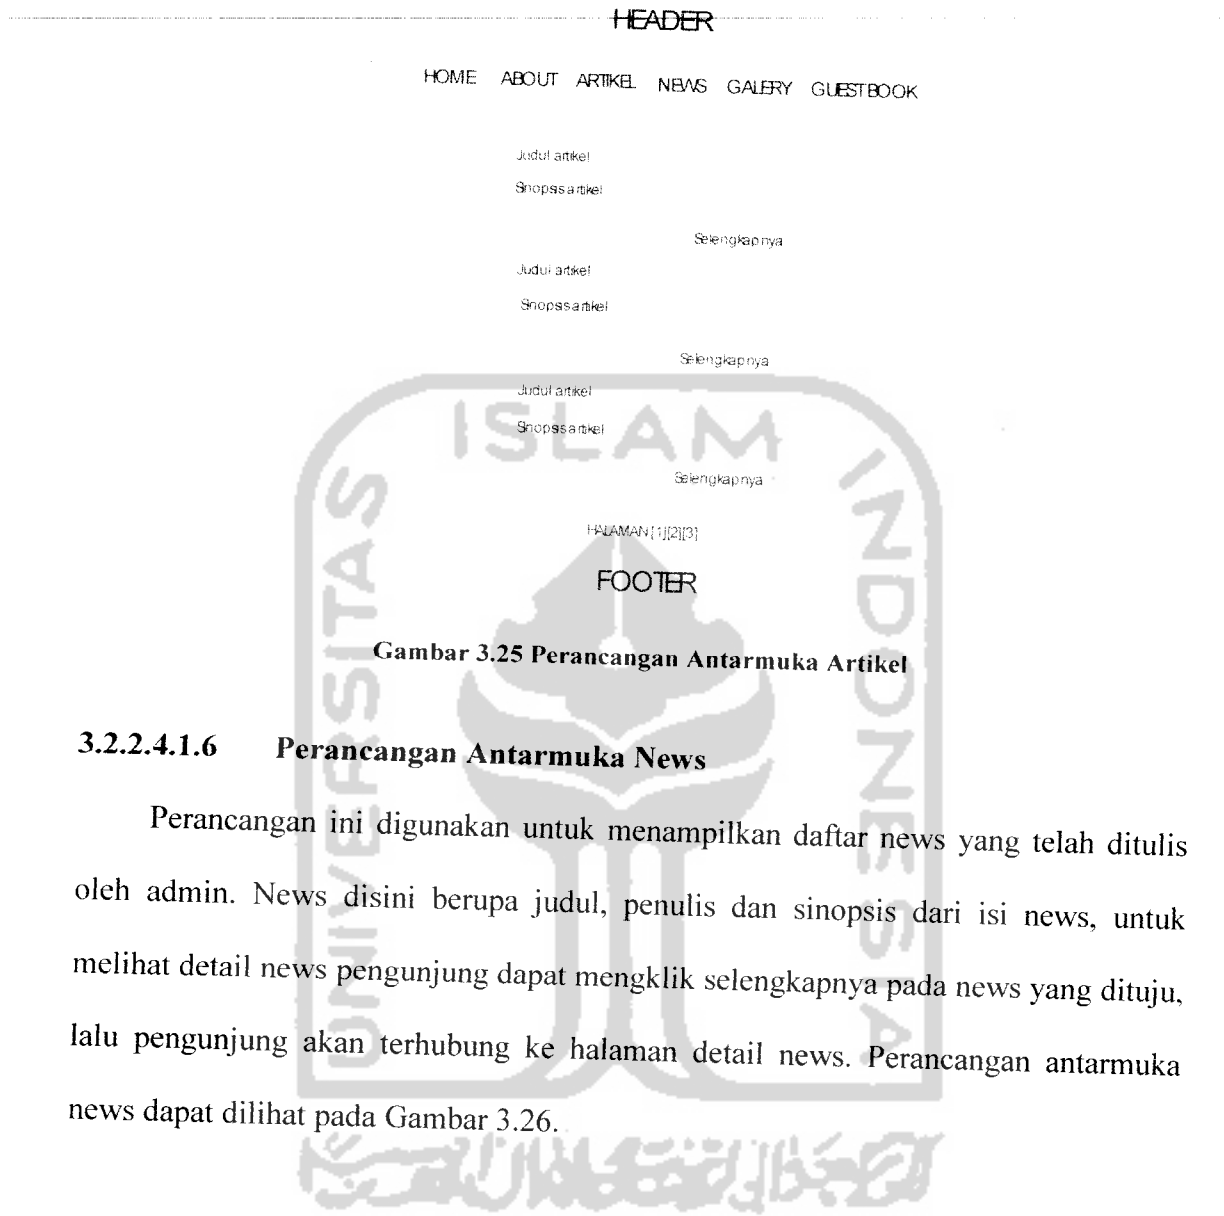 HEADER
HOME ABOUT ARTIKEL NEWS GALERY GUESTBOOK
Judul artikel
Sinopsis artikel
Selengkapnya
Judul artikel
Sinopsis artikel
Selengkapnya
Judul artikel
Sinopsis artikel
Selengkapnya
HALAMAN [1][2][3]
FOOTER
Gambar 3.25 Perancangan Antarmuka Artikel
3.2.2.4.1.6 Perancangan Antarmuka News
Perancangan ini digunakan untuk menampilkan daftar news yang telah ditulis
oleh admin. News disini berupa judul, penulis dan sinopsis dari isi news, untuk
melihat detail news pengunjung dapat mengklik selengkapnya pada news yang dituju,
lalu pengunjung akan terhubung ke halaman detail news. Perancangan antarmuka
news dapat dilihat pada Gambar 3.26.
UNIVERSITAS
ISLAM
INDONESIA